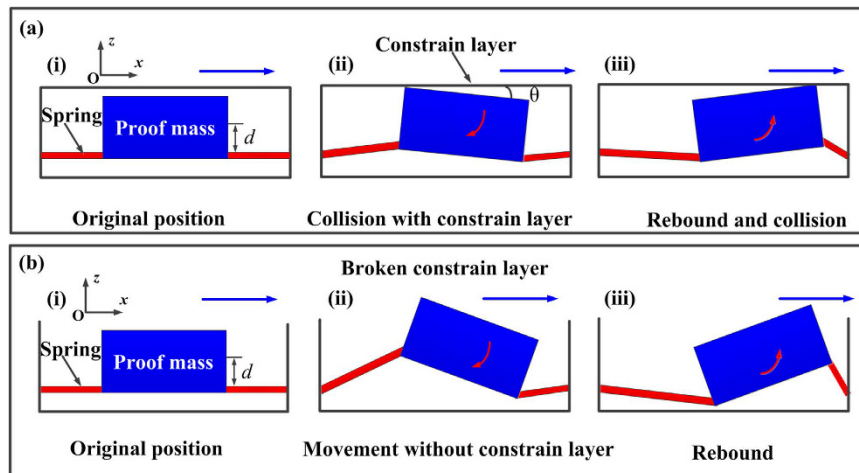 (a)
(i)
z
O
x
Spring
Proof mass
d
Original position
(ii)
Constrain layer
θ
Collision with constrain layer
(iii)
Rebound and collision
(b)
Broken constrain layer
(i)
z
O
x
Spring
Proof mass
d
Original position
(ii)
Movement without constrain layer
(iii)
Rebound